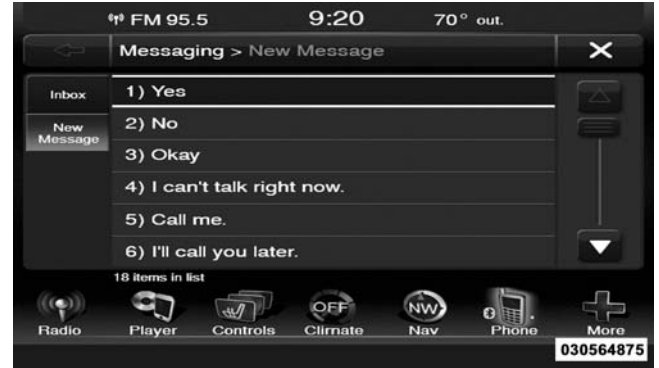 FM 95.5 9:20 70° out.
Messaging > New Message X
Inbox
New
Message
1) Yes
2) No
3) Okay
4) I can't talk right now.
5) Call me.
6) I'll call you later.
18 items in list
OFF NW
Radio Player Controls Climate Nav Phone More
030564875